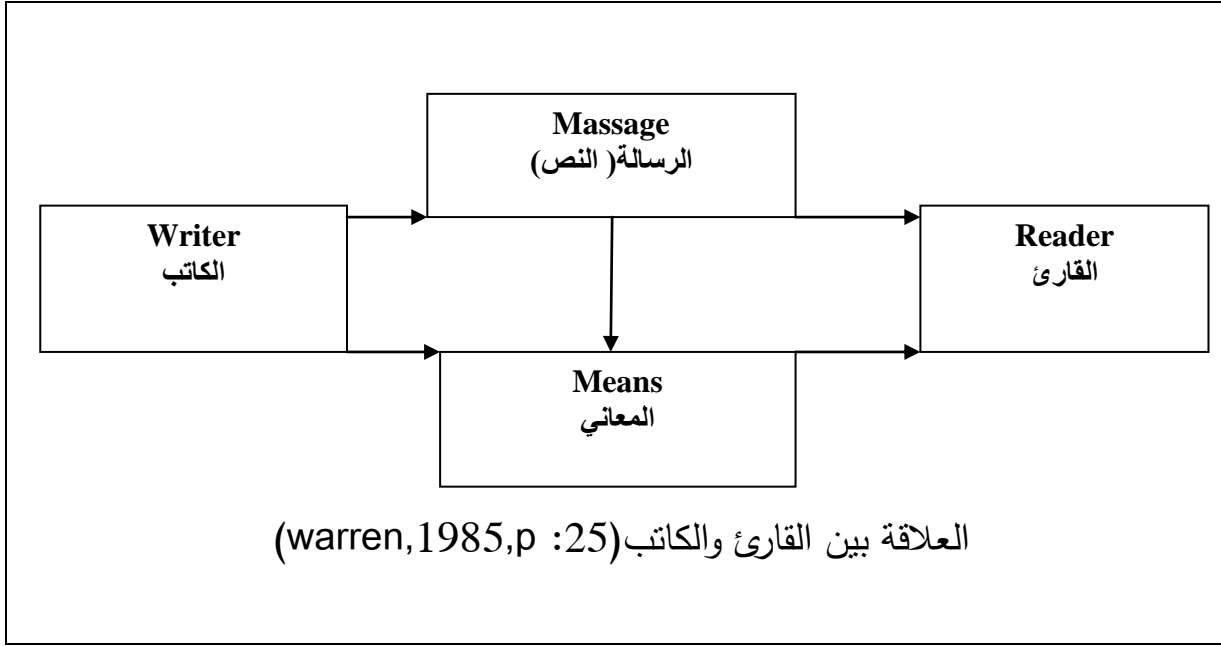 Massage
الرسالة( النص)
Writer
الكاتب
Reader
القارئ
Means
المعاني
العلاقة بين القارئ والكاتب(warren,1985,p :25)